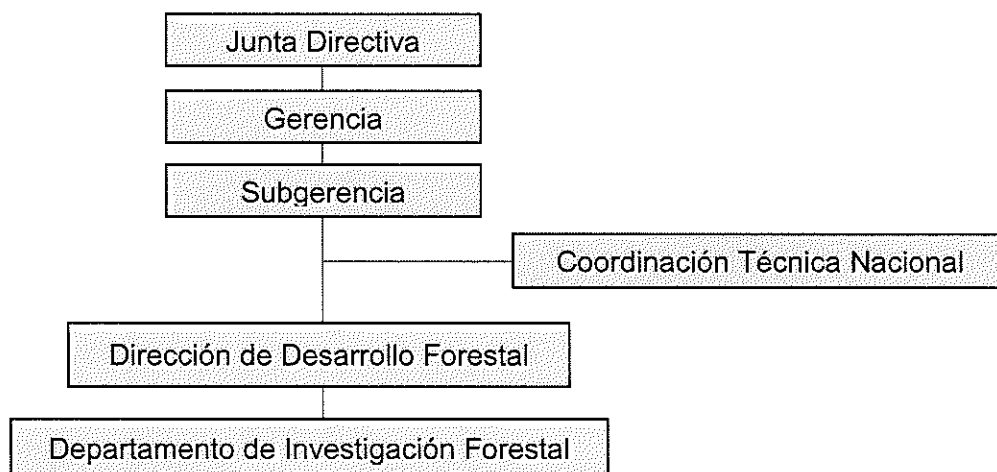 Junta Directiva
Gerencia
Subgerencia
Coordinación Técnica Nacional
Dirección de Desarrollo Forestal
Departamento de Investigación Forestal